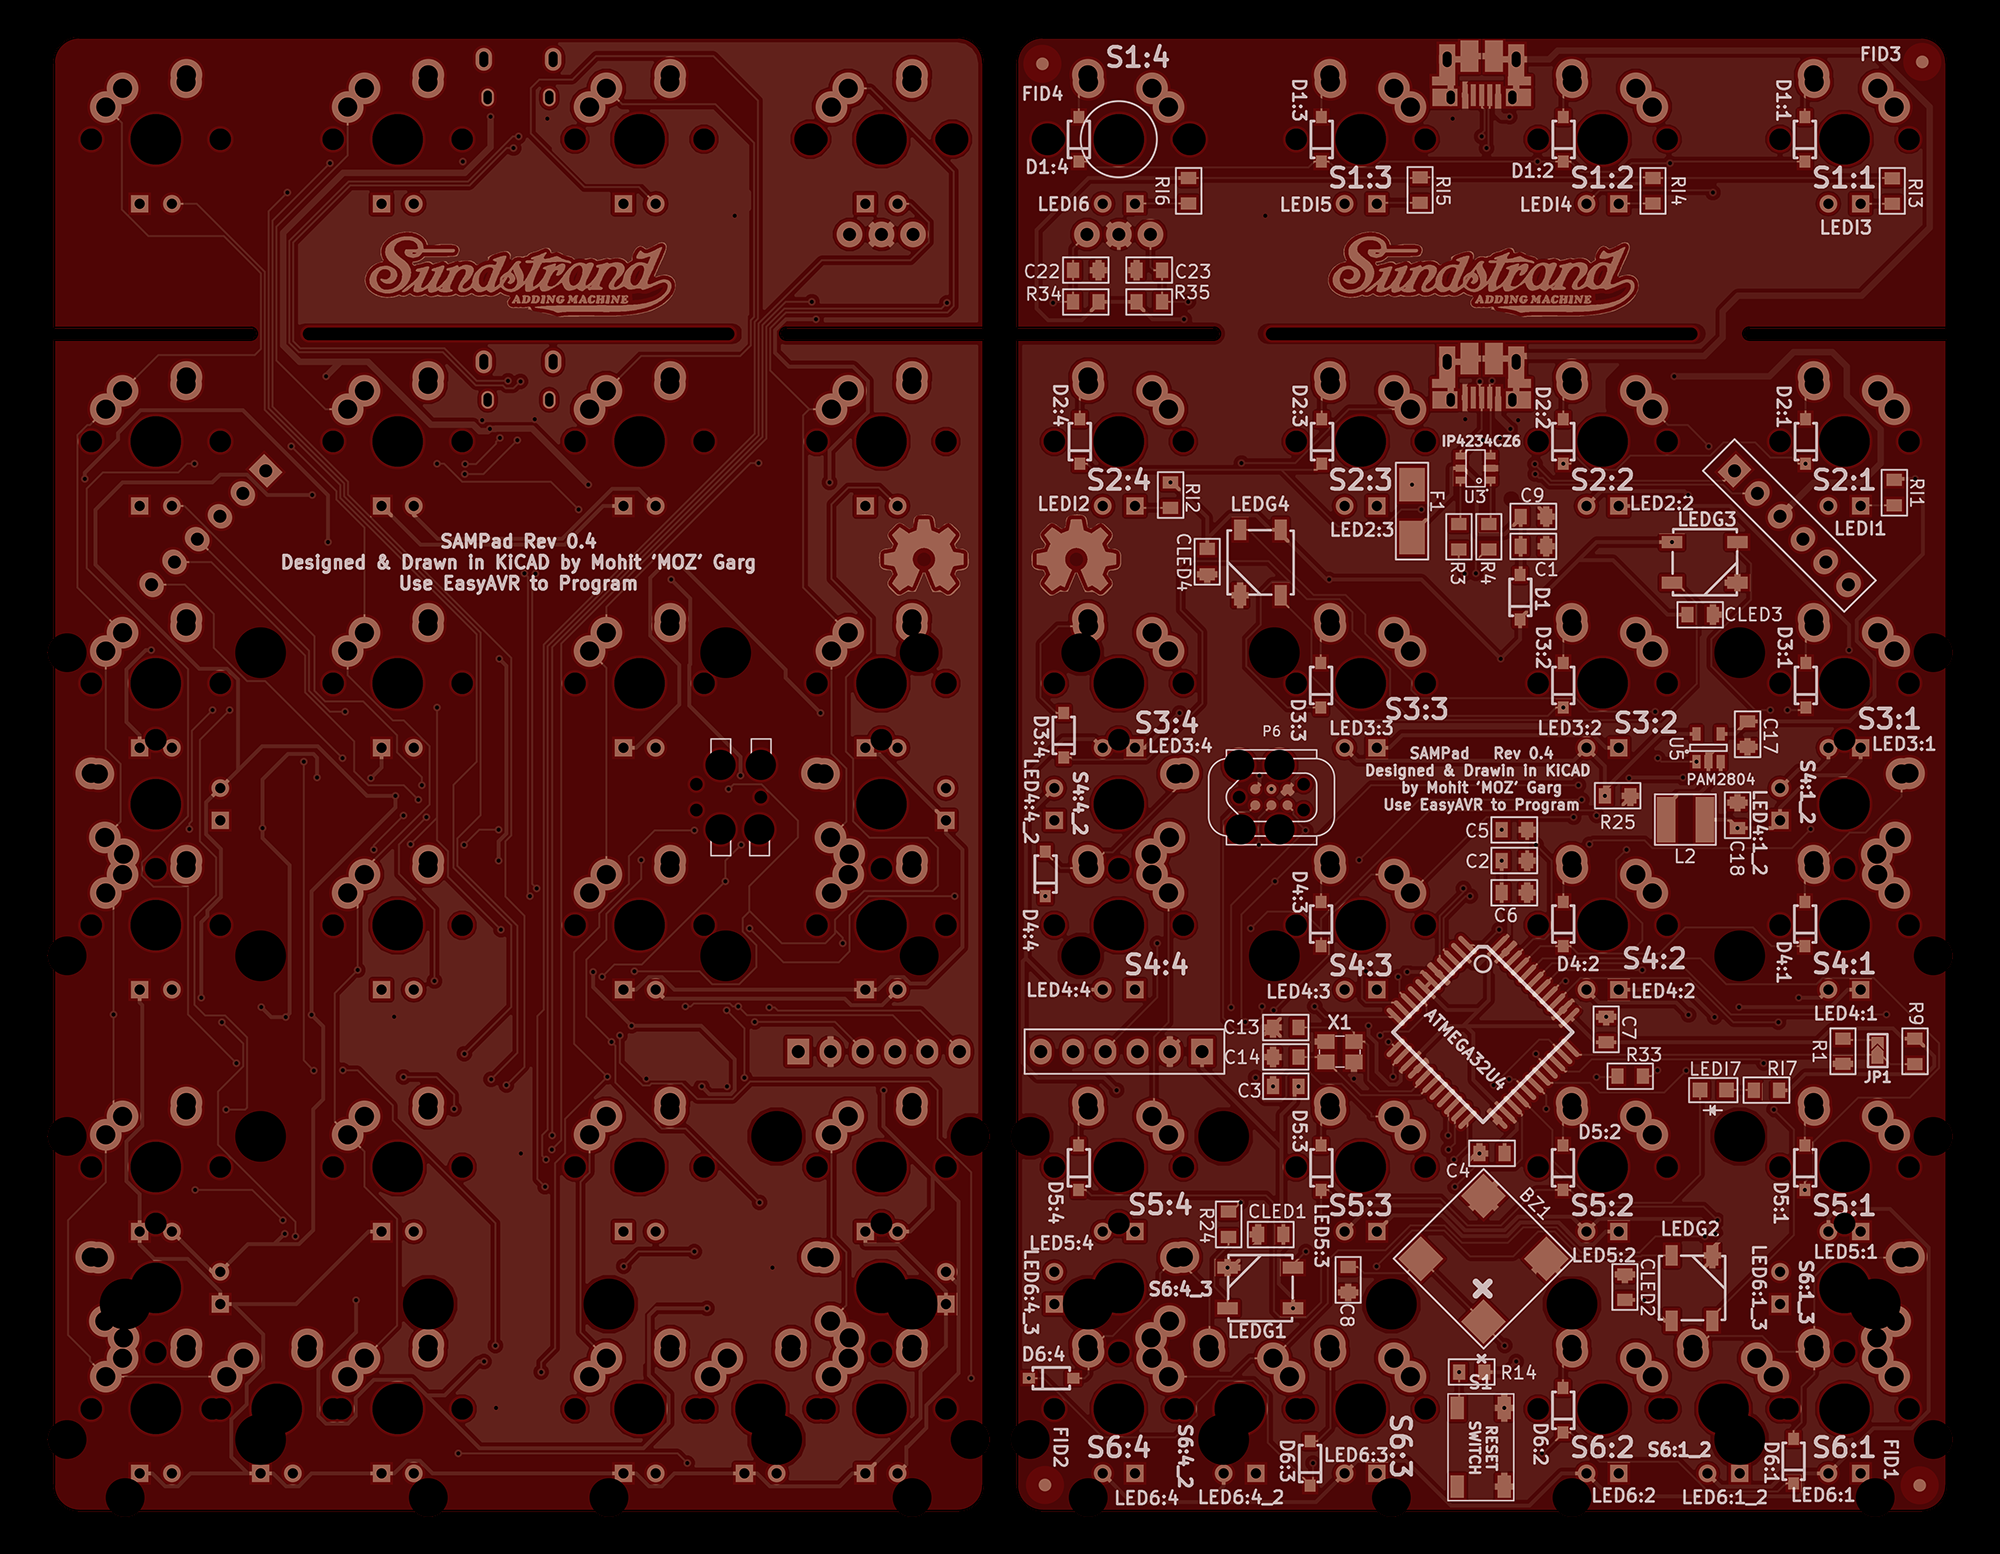 Sundstrand
ADDING MACHINE
SAMPad Rev 0.4
Designed & Drawn in KiCAD by Mohit 'MOZ' Garg
Use EasyAVR to Program
S1:4
FID3
FID4
D1:3
D1:1
D1:4
D1:2
S1:3
S1:2
S1:1
R16
R15
R14
R13
LED16
LED15
LED14
LED13
Sundstrand
ADDING MACHINE
C22
C23
R34
R35
D2:4
D2:3
D2:2
D2:1
IP4234CZ6
S2:4
S2:3
S2:2
S2:1
U3
F1
C9
R12
R11
LED12
LEDG4
LED2:3
LED2:2
LEDG3
LED11
CLED4
R3
R4
C1
D1
CLED3
D3:2
D3:1
S3:4
S3:3
S3:2
S3:1
D3:4
D3:3
P6
LED3:4
LED3:3
LED3:2
LED3:1
U5
C17
SAMPad Rev 0.4
Designed & Drawin in KiCAD
by Mohit 'MOZ' Garg
Use EasyAVR to Program
PAM2804
LED4:4_2
S4:4_2
S4:1_2
LED4:1_2
R25
L2
C18
C5
C2
C6
D4:4
D4:3
D4:2
D4:1
S4:4
S4:3
S4:2
S4:1
LED4:4
LED4:3
LED4:2
LED4:1
C13
C14
C3
X1
ATMEGA32U4
C7
R33
R1
JP1
R9
LED17
R17
D5:3
D5:2
C4
D5:4
D5:1
S5:4
S5:3
S5:2
S5:1
R24
CLED1
LED5:3
BZ1
LEDG2
LED5:4
LED5:2
LED5:1
LED6:4_3
S6:4_3
C8
CLED2
LED6:1_3
S6:1_3
LEDG1
D6:4
R14
S1
RESET
SWITCH
FID2
S6:4
S6:4_2
D6:3
LED6:3
S6:3
D6:2
S6:2
S6:1_2
D6:1
S6:1
FID1
LED6:4
LED6:4_2
LED6:2
LED6:1_2
LED6:1